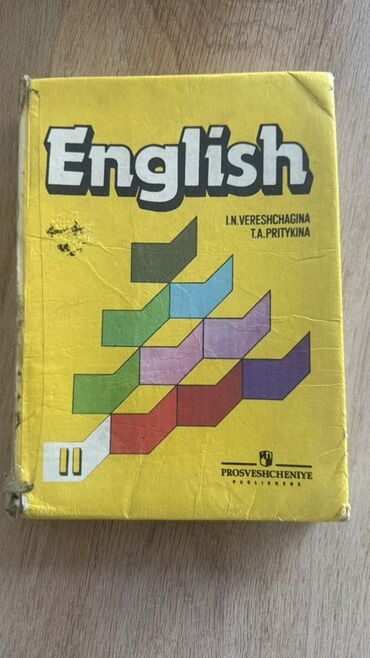 English
I.N.VERESHCHAGINA
T.A.PRITYKINA
II
PROSVESHCHENIYE
PUBLISHERS